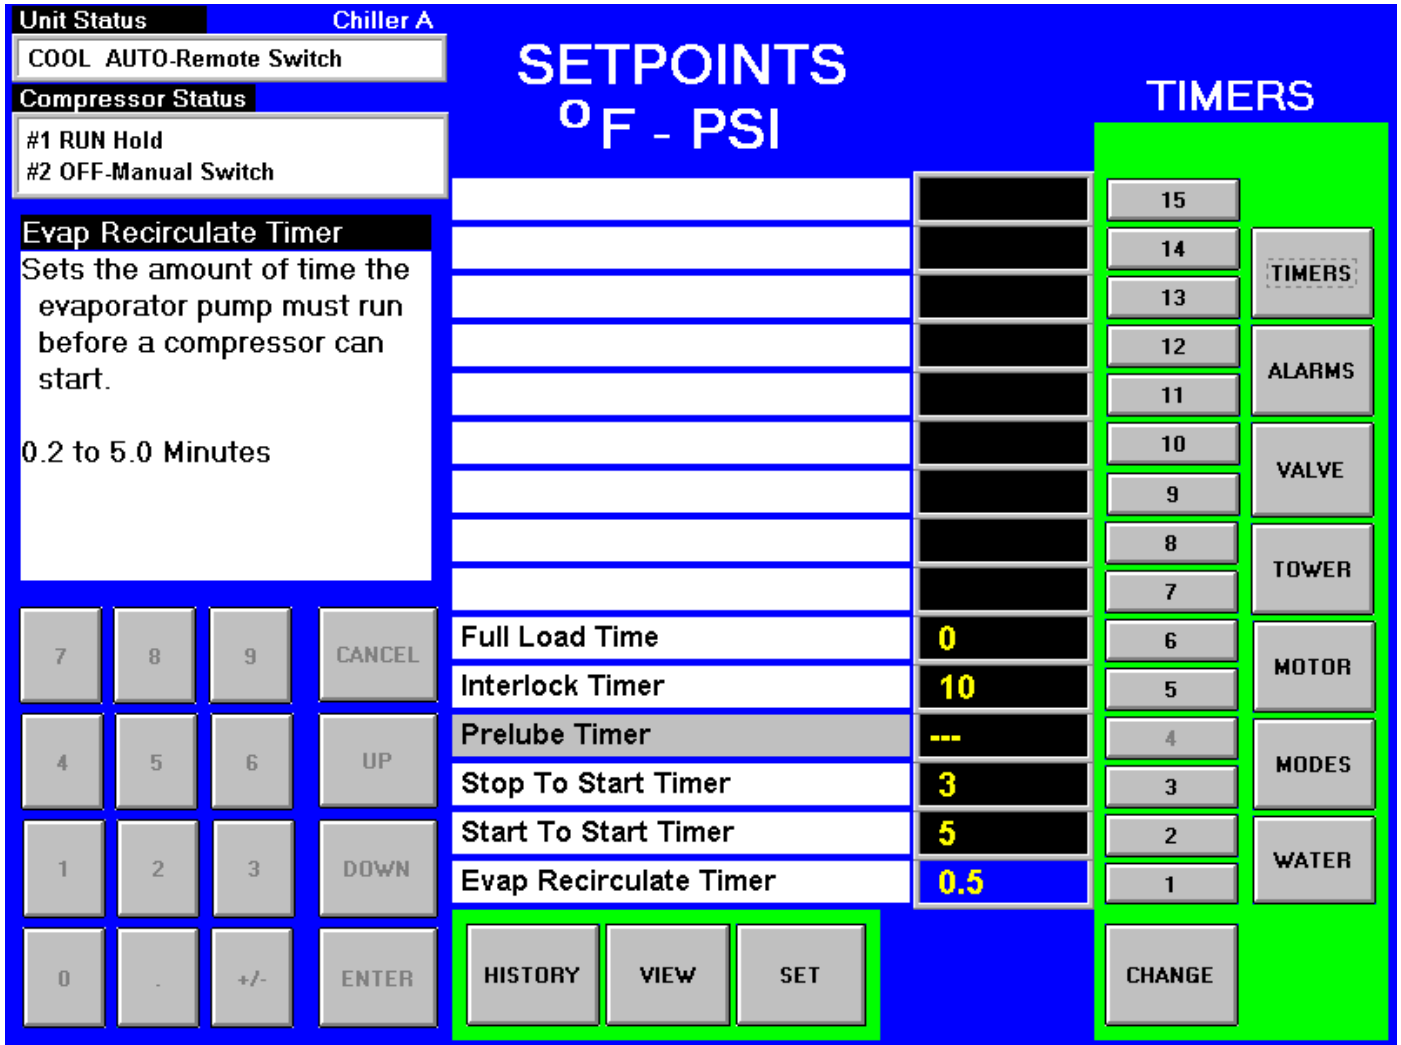 Unit Status
Chiller A
COOL AUTO-Remote Switch
Compressor Status
#1 RUN Hold
#2 OFF-Manual Switch
Evap Recirculate Timer
Sets the amount of time the
evaporator pump must run
before a compressor can
start.
0.2 to 5.0 Minutes
7 8 9 CANCEL
4 5 6 UP
1 2 3 DOWN
0 . +/- ENTER
SETPOINTS
ºF - PSI
Full Load Time 0
Interlock Timer 10
Prelube Timer ---
Stop To Start Timer 3
Start To Start Timer 5
Evap Recirculate Timer 0.5
HISTORY VIEW SET
TIMERS
15
14
13
12
11
10
9
8
7
6
5
4
3
2
1
TIMERS
ALARMS
VALVE
TOWER
MOTOR
MODES
WATER
CHANGE